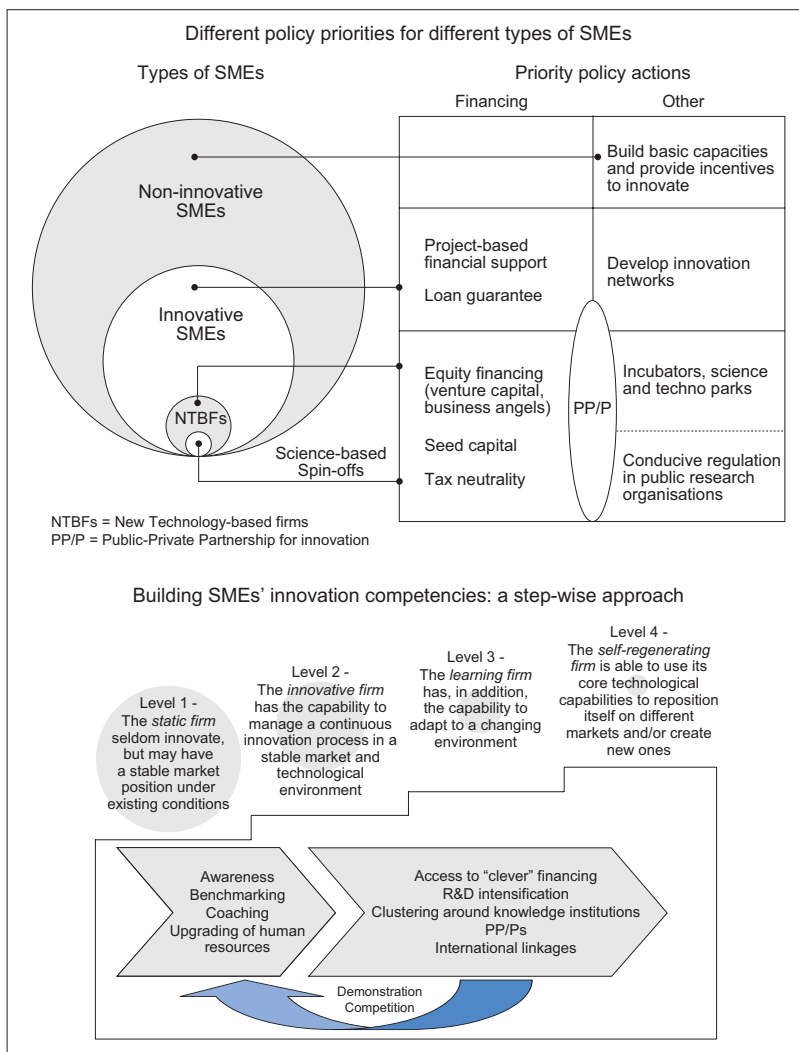 Different policy priorities for different types of SMEs
Types of SMEs
Priority policy actions
Financing
Other
Non-innovative
SMEs
Innovative
SMEs
NTBFs
Science-based
Spin-offs
Build basic capacities
and provide incentives
to innovate
Project-based
financial support
Loan guarantee
Develop innovation
networks
Equity financing
(venture capital,
business angels)
Seed capital
Tax neutrality
PP/P
Incubators, science
and techno parks
Conducive regulation
in public research
organisations
NTBFs = New Technology-based firms
PP/P = Public-Private Partnership for innovation
Building SMEs’ innovation competencies: a step-wise approach
Level 1 -
The static firm
seldom innovate,
but may have
a stable market
position under
existing conditions
Level 2 -
The innovative firm
has the capability to
manage a continuous
innovation process in a
stable market and
technological
environment
Level 3 -
The learning firm
has, in addition,
the capability to
adapt to a changing
environment
Level 4 -
The self-regenerating
firm is able to use its
core technological
capabilities to reposition
itself on different
markets and/or create
new ones
Awareness
Benchmarking
Coaching
Upgrading of human
resources
Access to “clever” financing
R&D intensification
Clustering around knowledge institutions
PP/Ps
International linkages
Demonstration
Competition